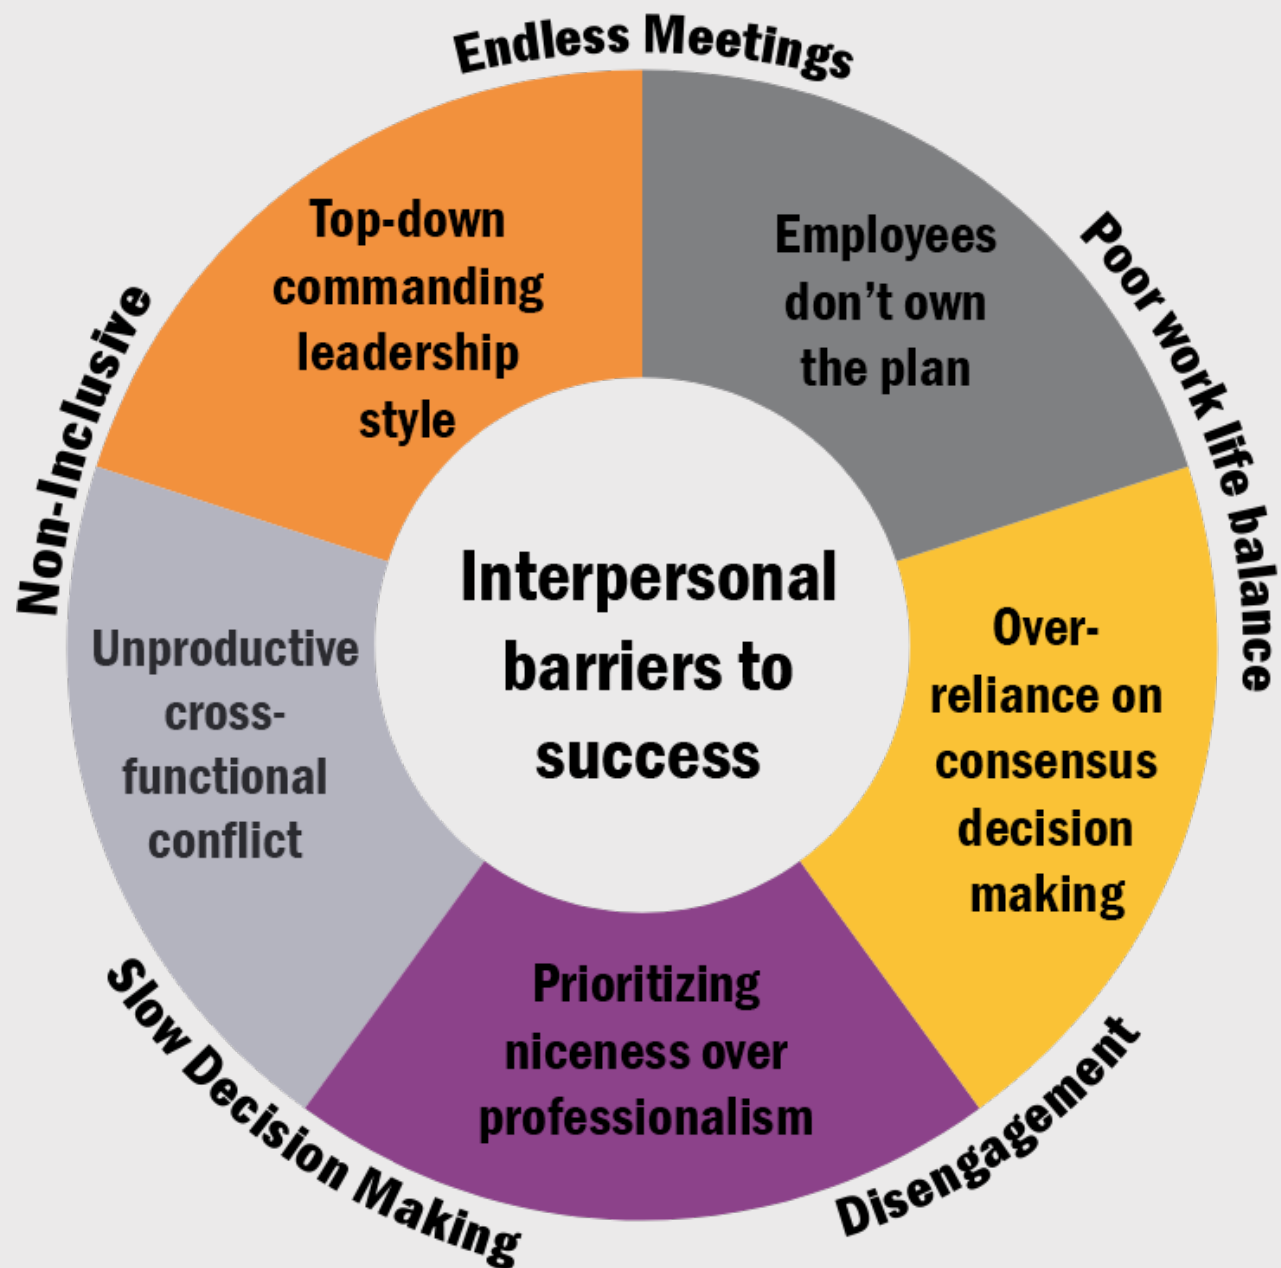 Endless Meetings
Poor work life balance
Disengagement
Slow Decision Making
Non-Inclusive
Top-down
commanding
leadership
style
Employees
don’t own
the plan
Over-
reliance on
consensus
decision
making
Prioritizing
niceness over
professionalism
Unproductive
cross-
functional
conflict
Interpersonal
barriers to
success